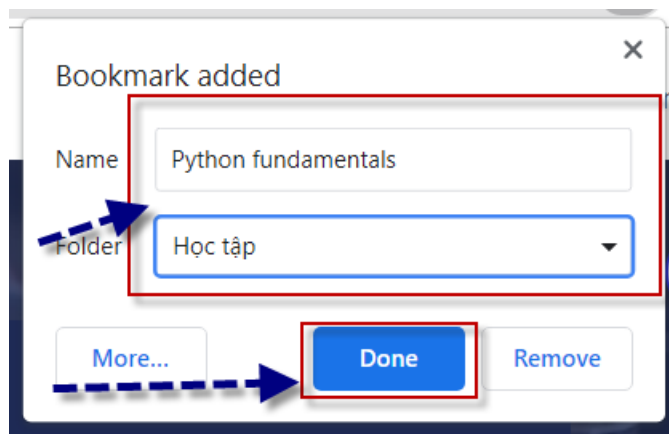 Bookmark added
Name Python fundamentals
Folder Học tập
More... Done Remove